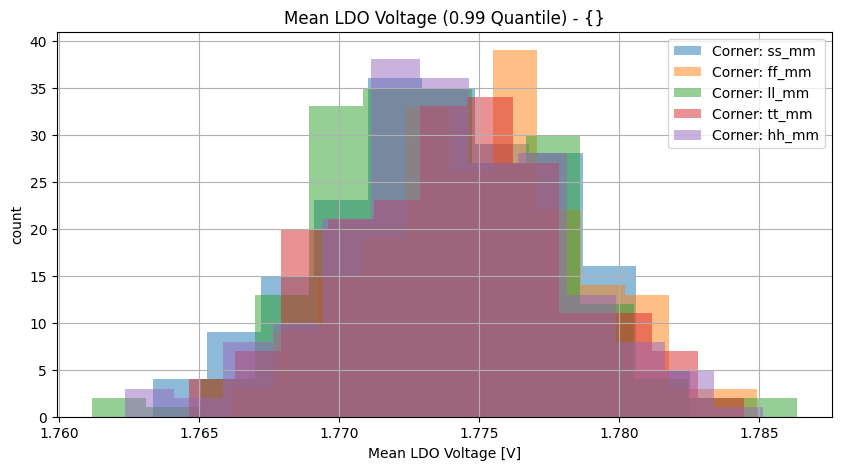 Mean LDO Voltage (0.99 Quantile) - {}
Corner: ss_mm
Corner: ff_mm
Corner: ll_mm
Corner: tt_mm
Corner: hh_mm
40
35
30
25
20
15
10
5
0
count
1.760 1.765 1.770 1.775 1.780 1.785
Mean LDO Voltage [V]